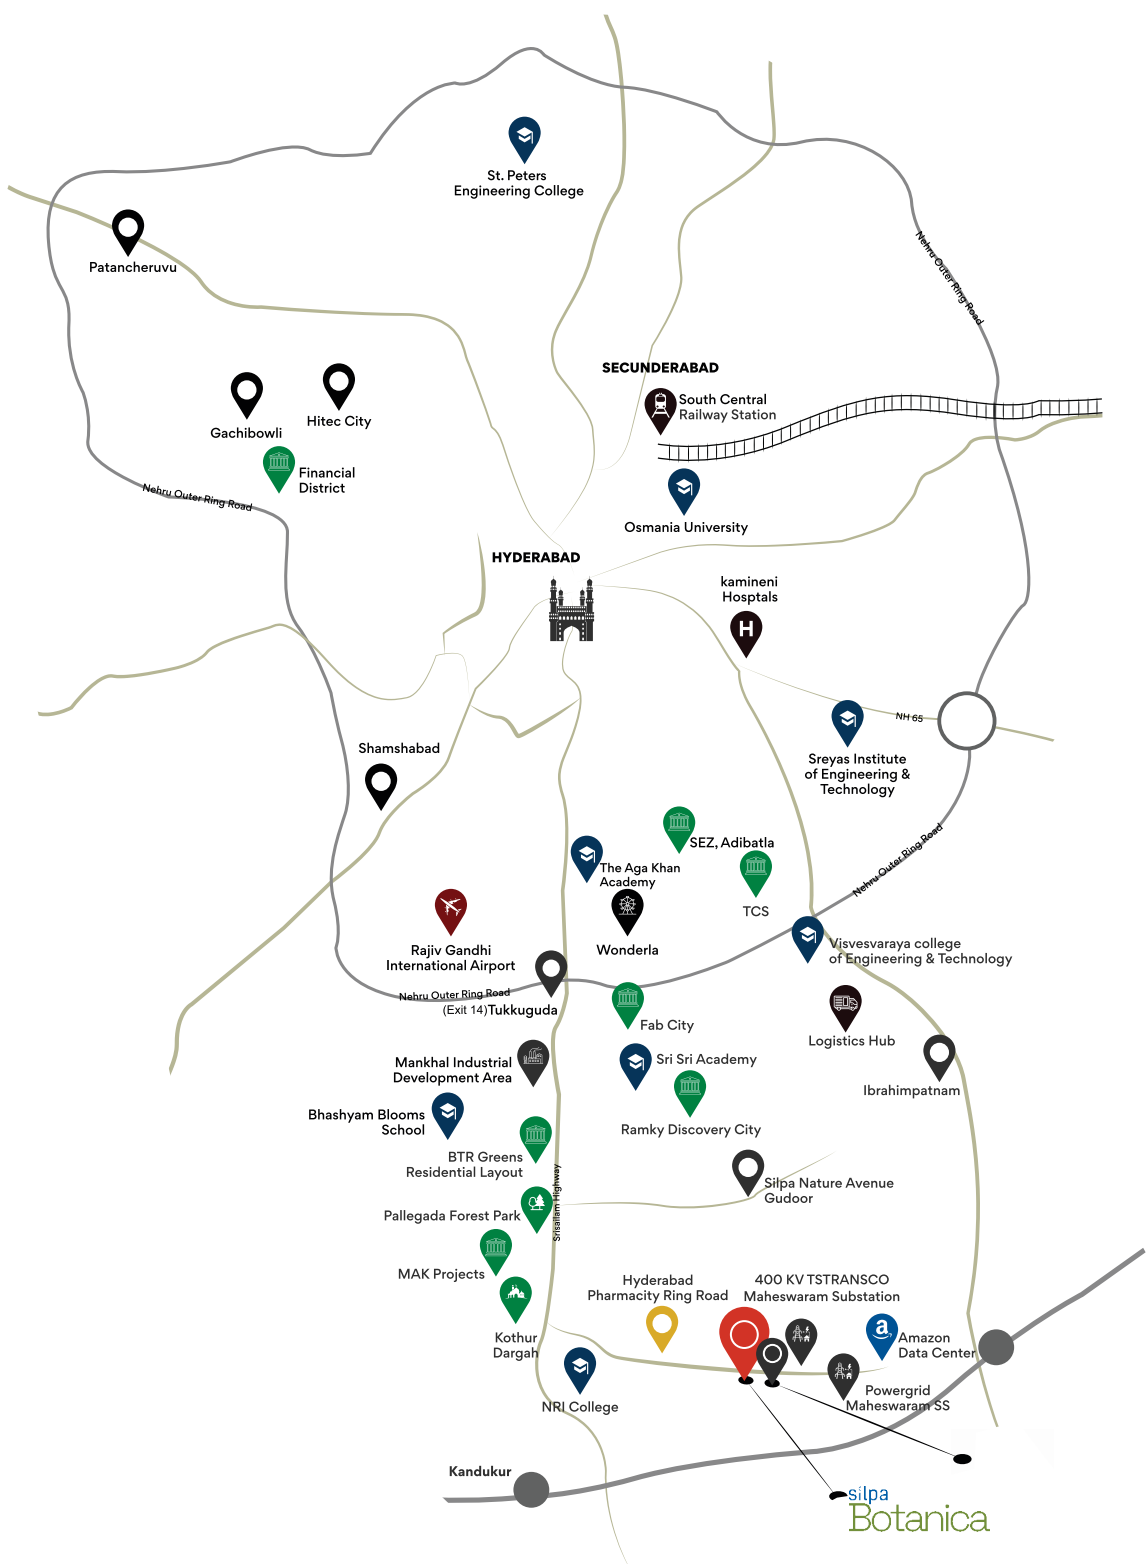 St. Peters
Engineering College
Patancheruvu
Nehru Outer Ring Road
SECUNDERABAD
South Central
Railway Station
Hitec City
Gachibowli
Financial
District
Nehru Outer Ring Road
Osmania University
HYDERABAD
kamineni
Hosptals
H
NH 65
Shamshabad
Sreyas Institute
of Engineering &
Technology
SEZ, Adibatla
The Aga Khan
Academy
Nehru Outer Ring Road
TCS
Rajiv Gandhi
International Airport
Wonderla
Visvesvaraya college
of Engineering & Technology
Nehru Outer Ring Road
(Exit 14)Tukkuguda
Fab City
Logistics Hub
Mankhal Industrial
Development Area
Sri Sri Academy
Ibrahimpatnam
Bhashyam Blooms
School
Ramky Discovery City
BTR Greens
Residential Layout
Srisailam Highway
Silpa Nature Avenue
Gudoor
Pallegada Forest Park
MAK Projects
Hyderabad
Pharmacity Ring Road
400 KV TSTRANSCO
Maheswaram Substation
Kothur
Dargah
a
Amazon
Data Center
Powergrid
Maheswaram SS
NRI College
Kandukur
silpa
Botanica